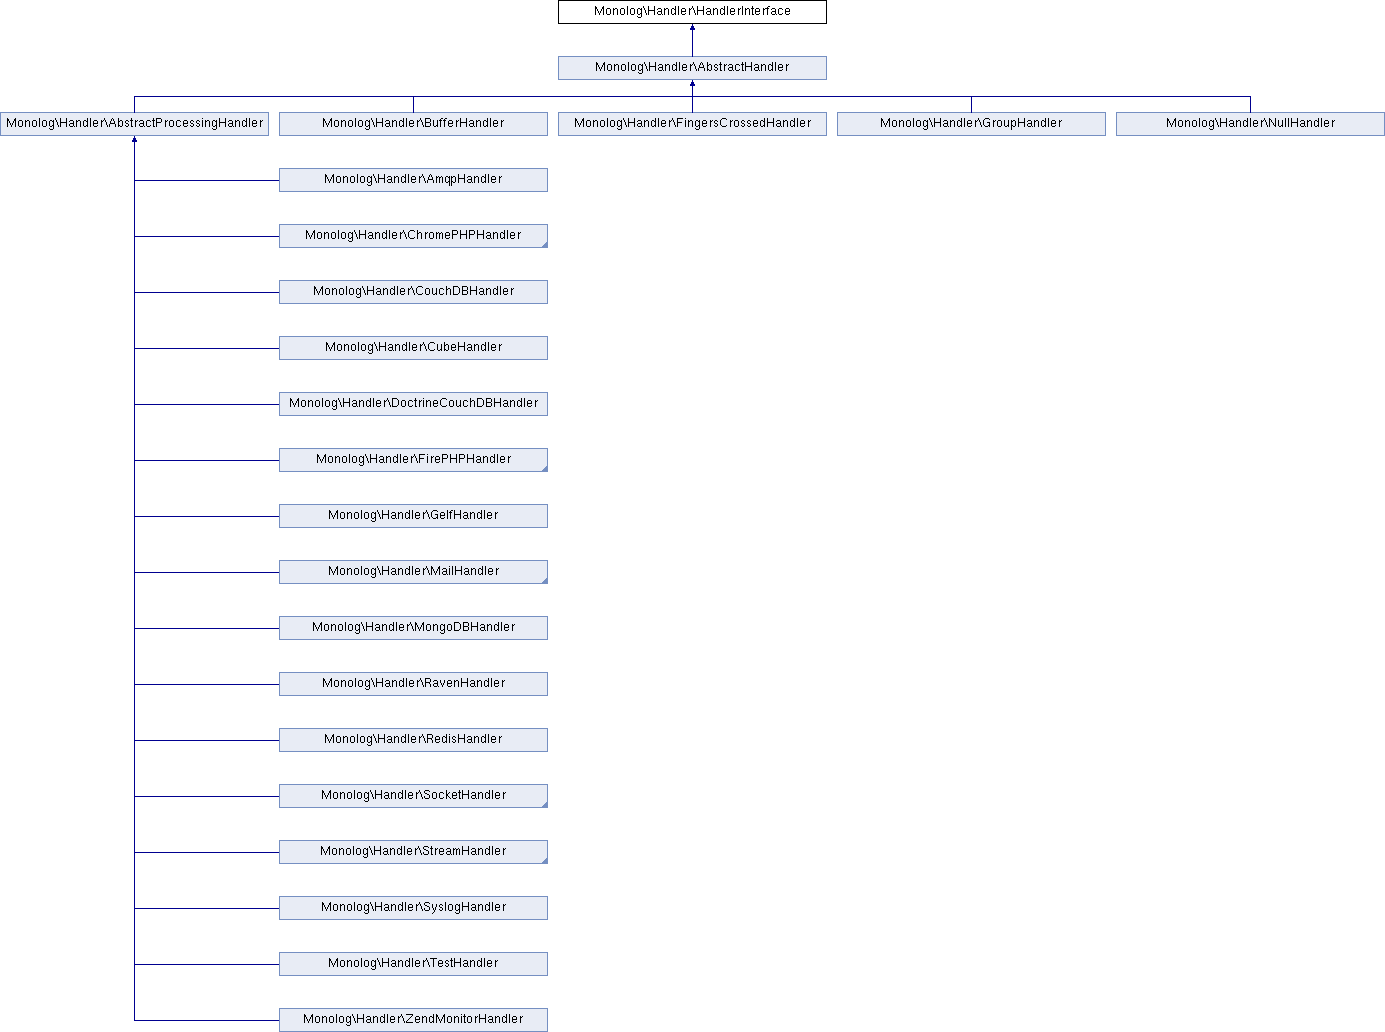 Monolog\Handler\HandlerInterface
Monolog\Handler\AbstractHandler
Monolog\Handler\AbstractProcessingHandler
Monolog\Handler\BufferHandler
Monolog\Handler\FingersCrossedHandler
Monolog\Handler\GroupHandler
Monolog\Handler\NullHandler
Monolog\Handler\AmqpHandler
Monolog\Handler\ChromePHPHandler
Monolog\Handler\CouchDBHandler
Monolog\Handler\CubeHandler
Monolog\Handler\DoctrineCouchDBHandler
Monolog\Handler\FirePHPHandler
Monolog\Handler\GelfHandler
Monolog\Handler\MailHandler
Monolog\Handler\MongoDBHandler
Monolog\Handler\RavenHandler
Monolog\Handler\RedisHandler
Monolog\Handler\SocketHandler
Monolog\Handler\StreamHandler
Monolog\Handler\SyslogHandler
Monolog\Handler\TestHandler
Monolog\Handler\ZendMonitorHandler